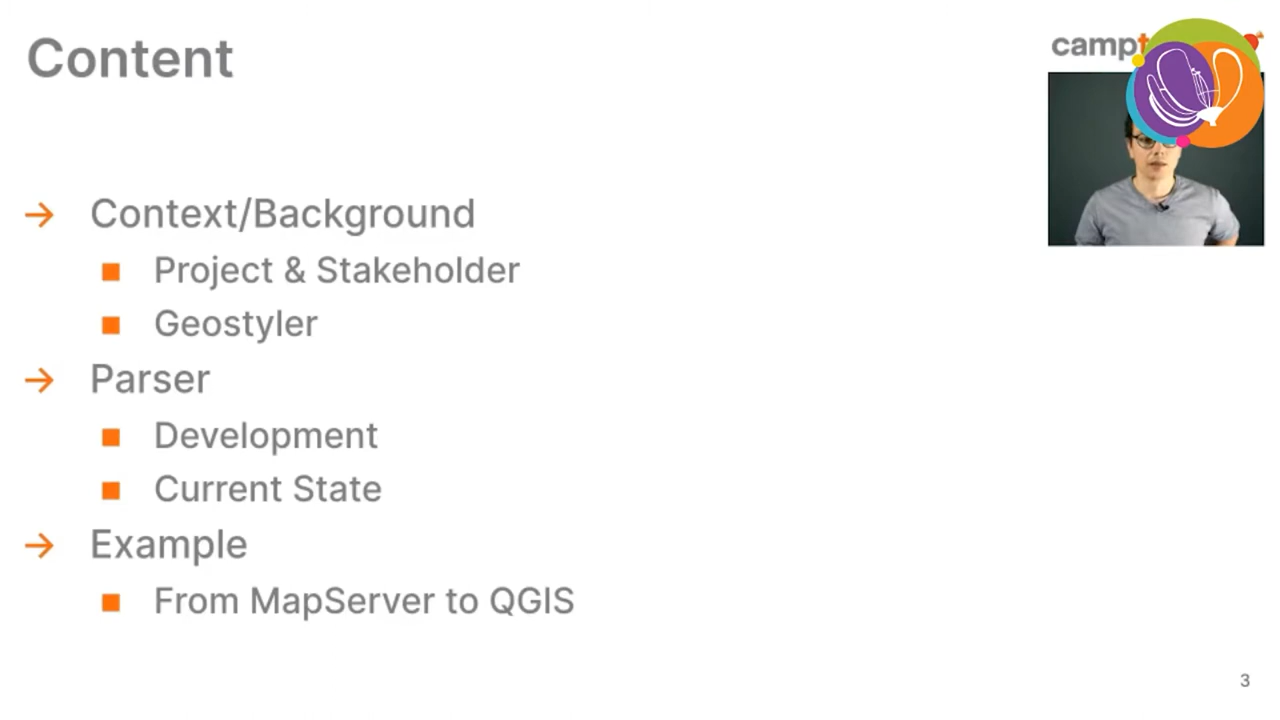 Content
→ Context/Background
■ Project & Stakeholder
■ Geostyler
→ Parser
■ Development
■ Current State
→ Example
■ From MapServer to QGIS
3